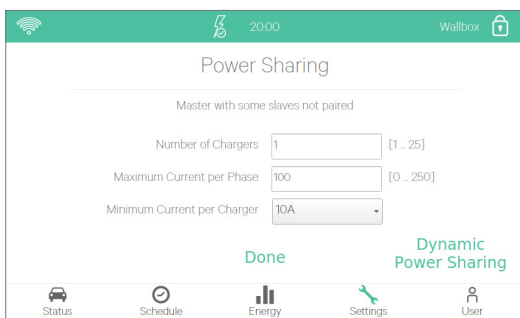 20:00
Wallbox
Power Sharing
Master with some slaves not paired
Number of Chargers 1 [1 ... 25]
Maximum Current per Phase 100 [0 ... 250]
Minimum Current per Charger 10A
Done
Dynamic
Power Sharing
Status Schedule Energy Settings User